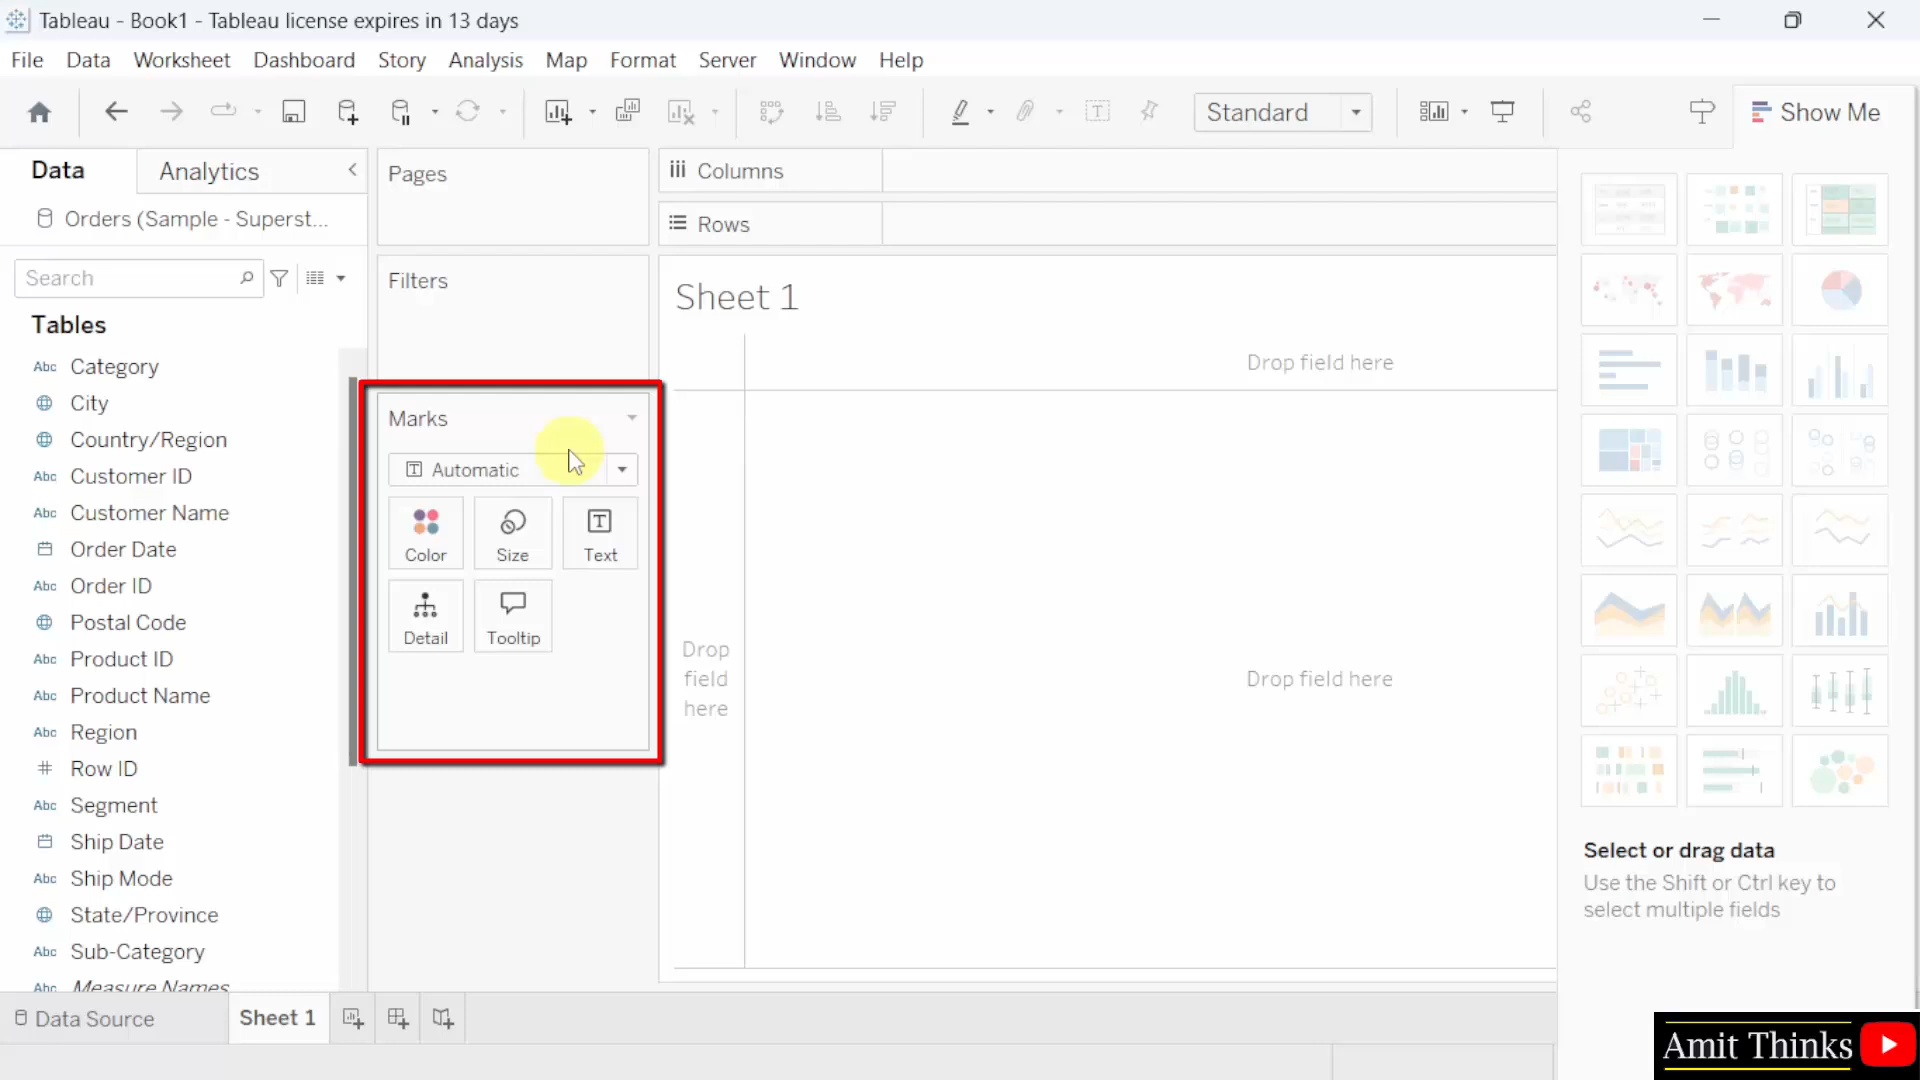 Tableau - Book1 - Tableau license expires in 13 days
File Data Worksheet Dashboard Story Analysis Map Format Server Window Help
Standard
Show Me
Data Analytics
Pages
Columns
Orders (Sample - Superst...
Rows
Search
Filters
Sheet 1
Tables
Drop field here
Abc Category
City
Country/Region
Abc Customer ID
Abc Customer Name
Order Date
Abc Order ID
Postal Code
Abc Product ID
Abc Product Name
Abc Region
# Row ID
Abc Segment
Ship Date
Abc Ship Mode
State/Province
Abc Sub-Category
Abc Measure Names
Marks
Automatic
Color Size Text
Detail Tooltip
Drop
field
here
Drop field here
Select or drag data
Use the Shift or Ctrl key to
select multiple fields
Data Source Sheet 1
Amit Thinks